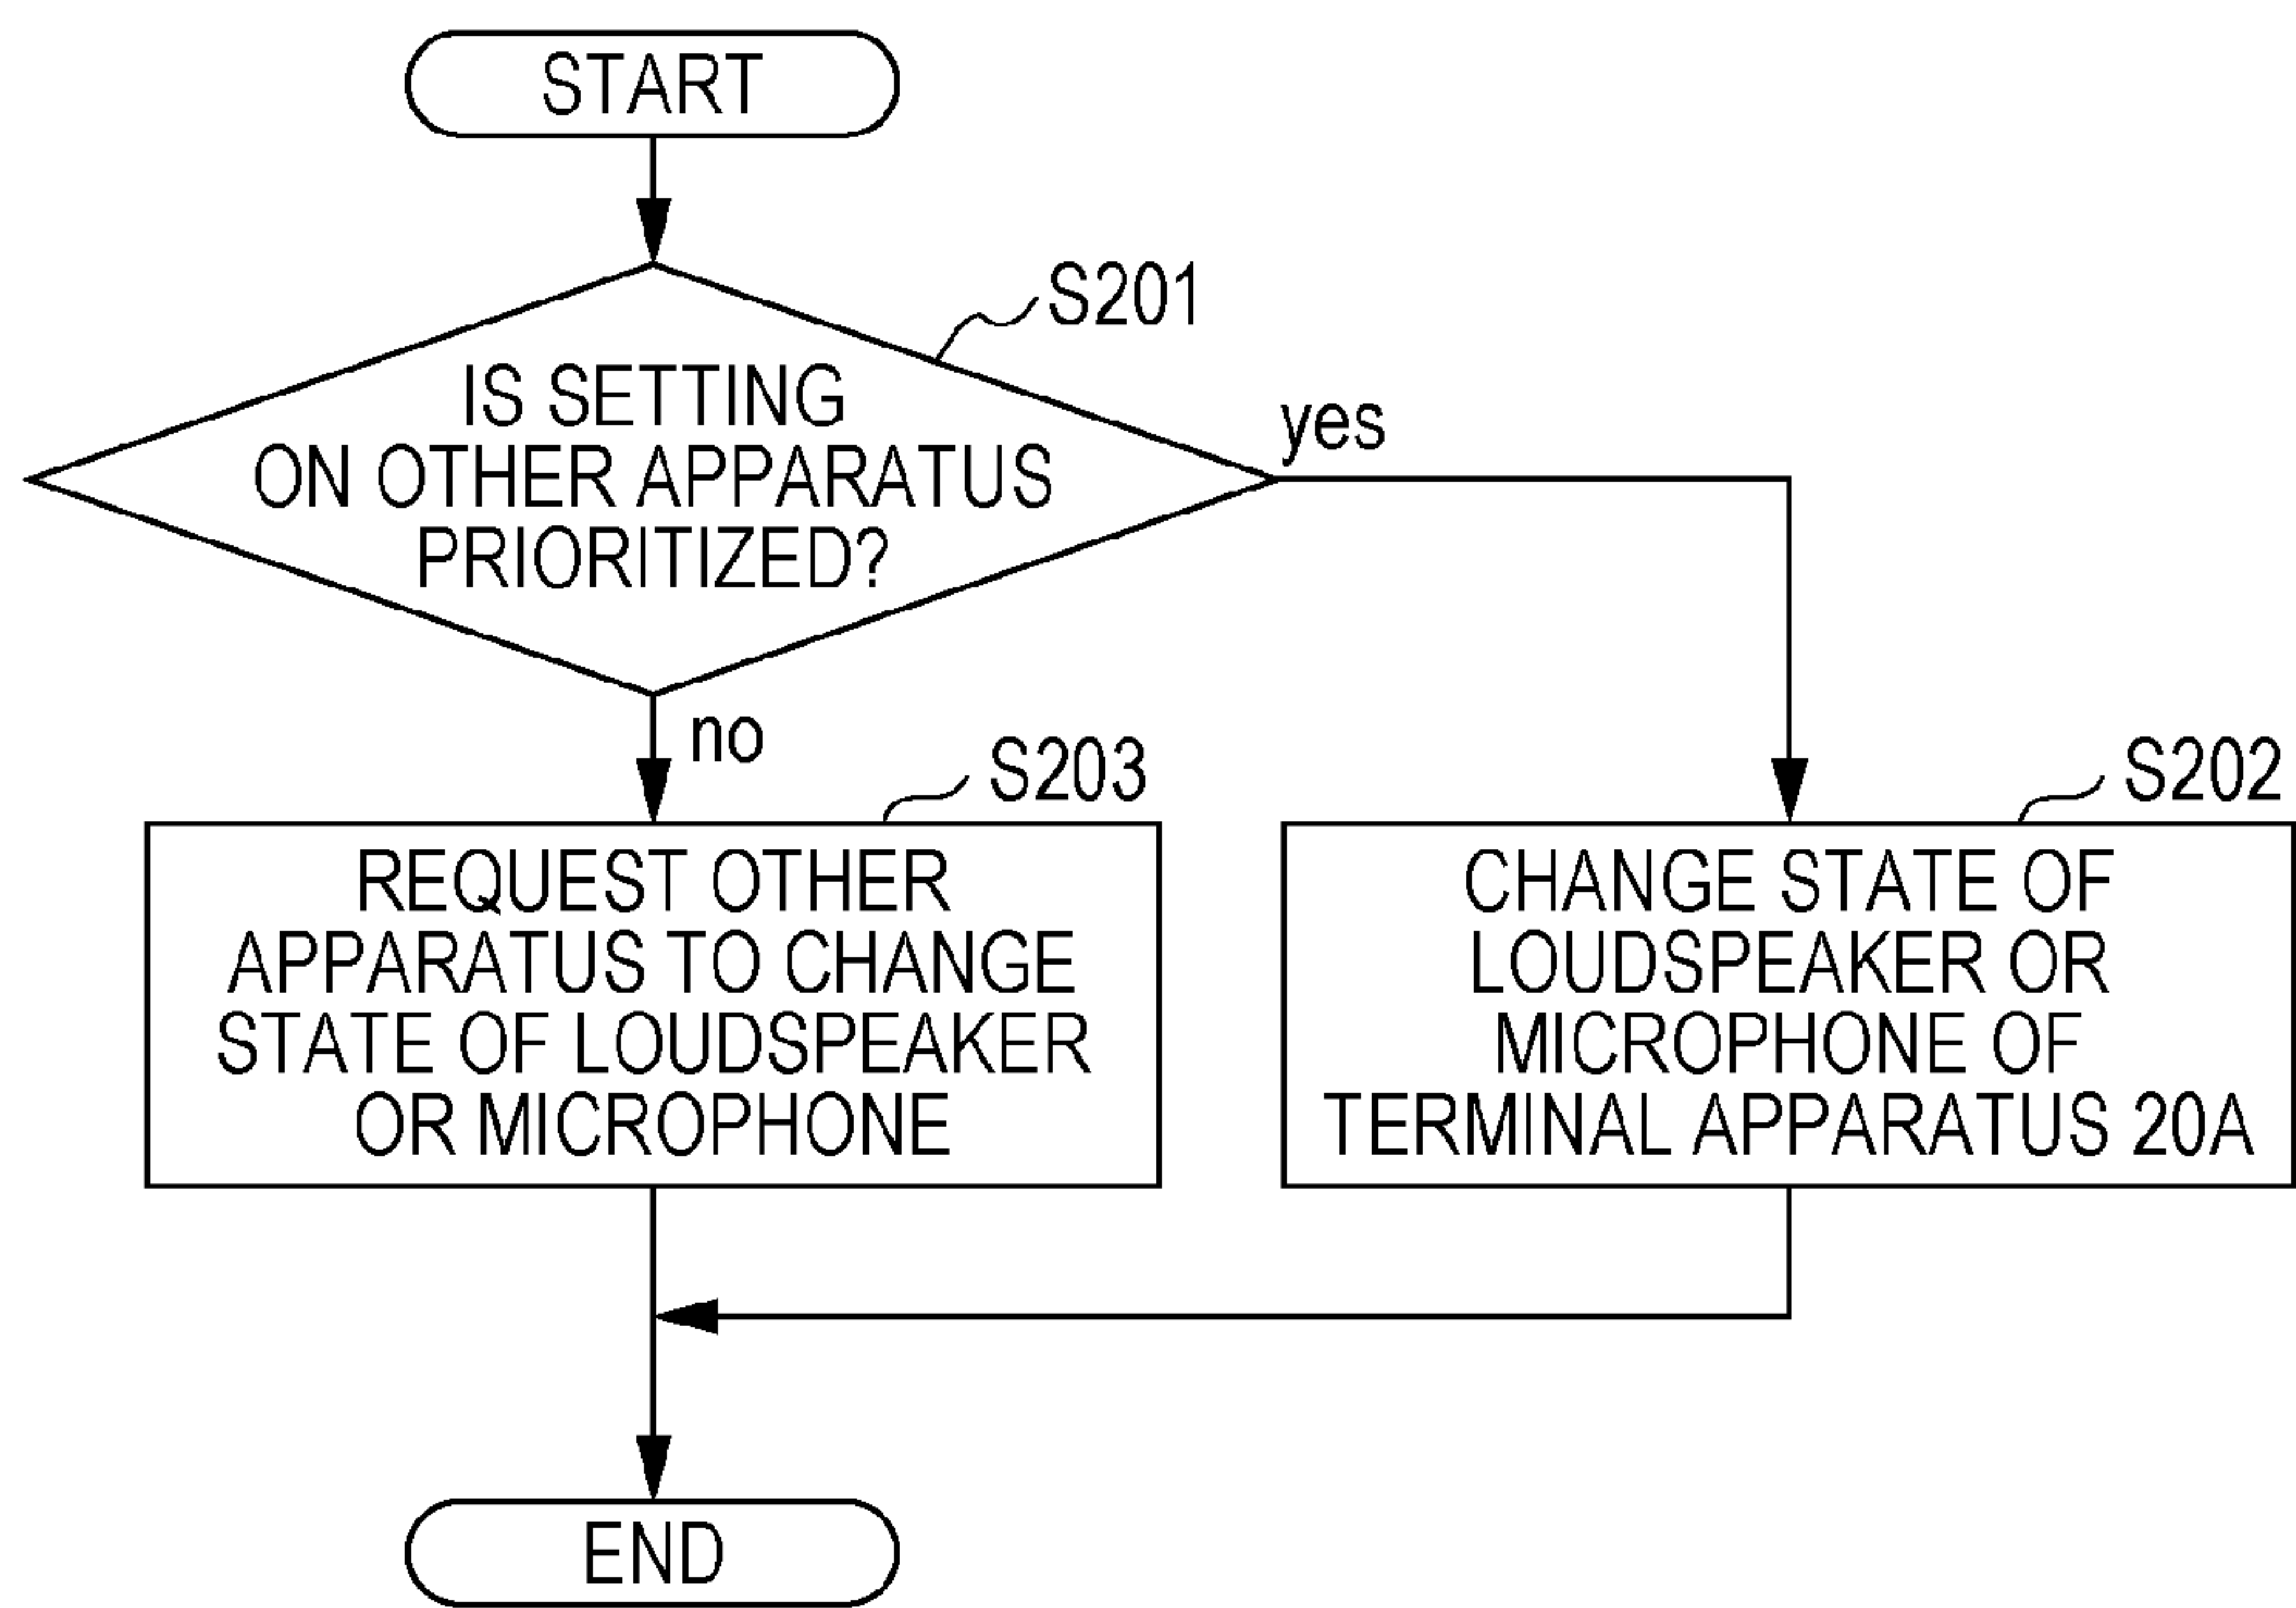 START
S201
IS SETTING
ON OTHER APPARATUS
PRIORITIZED?
yes
no
S203
REQUEST OTHER
APPARATUS TO CHANGE
STATE OF LOUDSPEAKER
OR MICROPHONE
S202
CHANGE STATE OF
LOUDSPEAKER OR
MICROPHONE OF
TERMINAL APPARATUS 20A
END